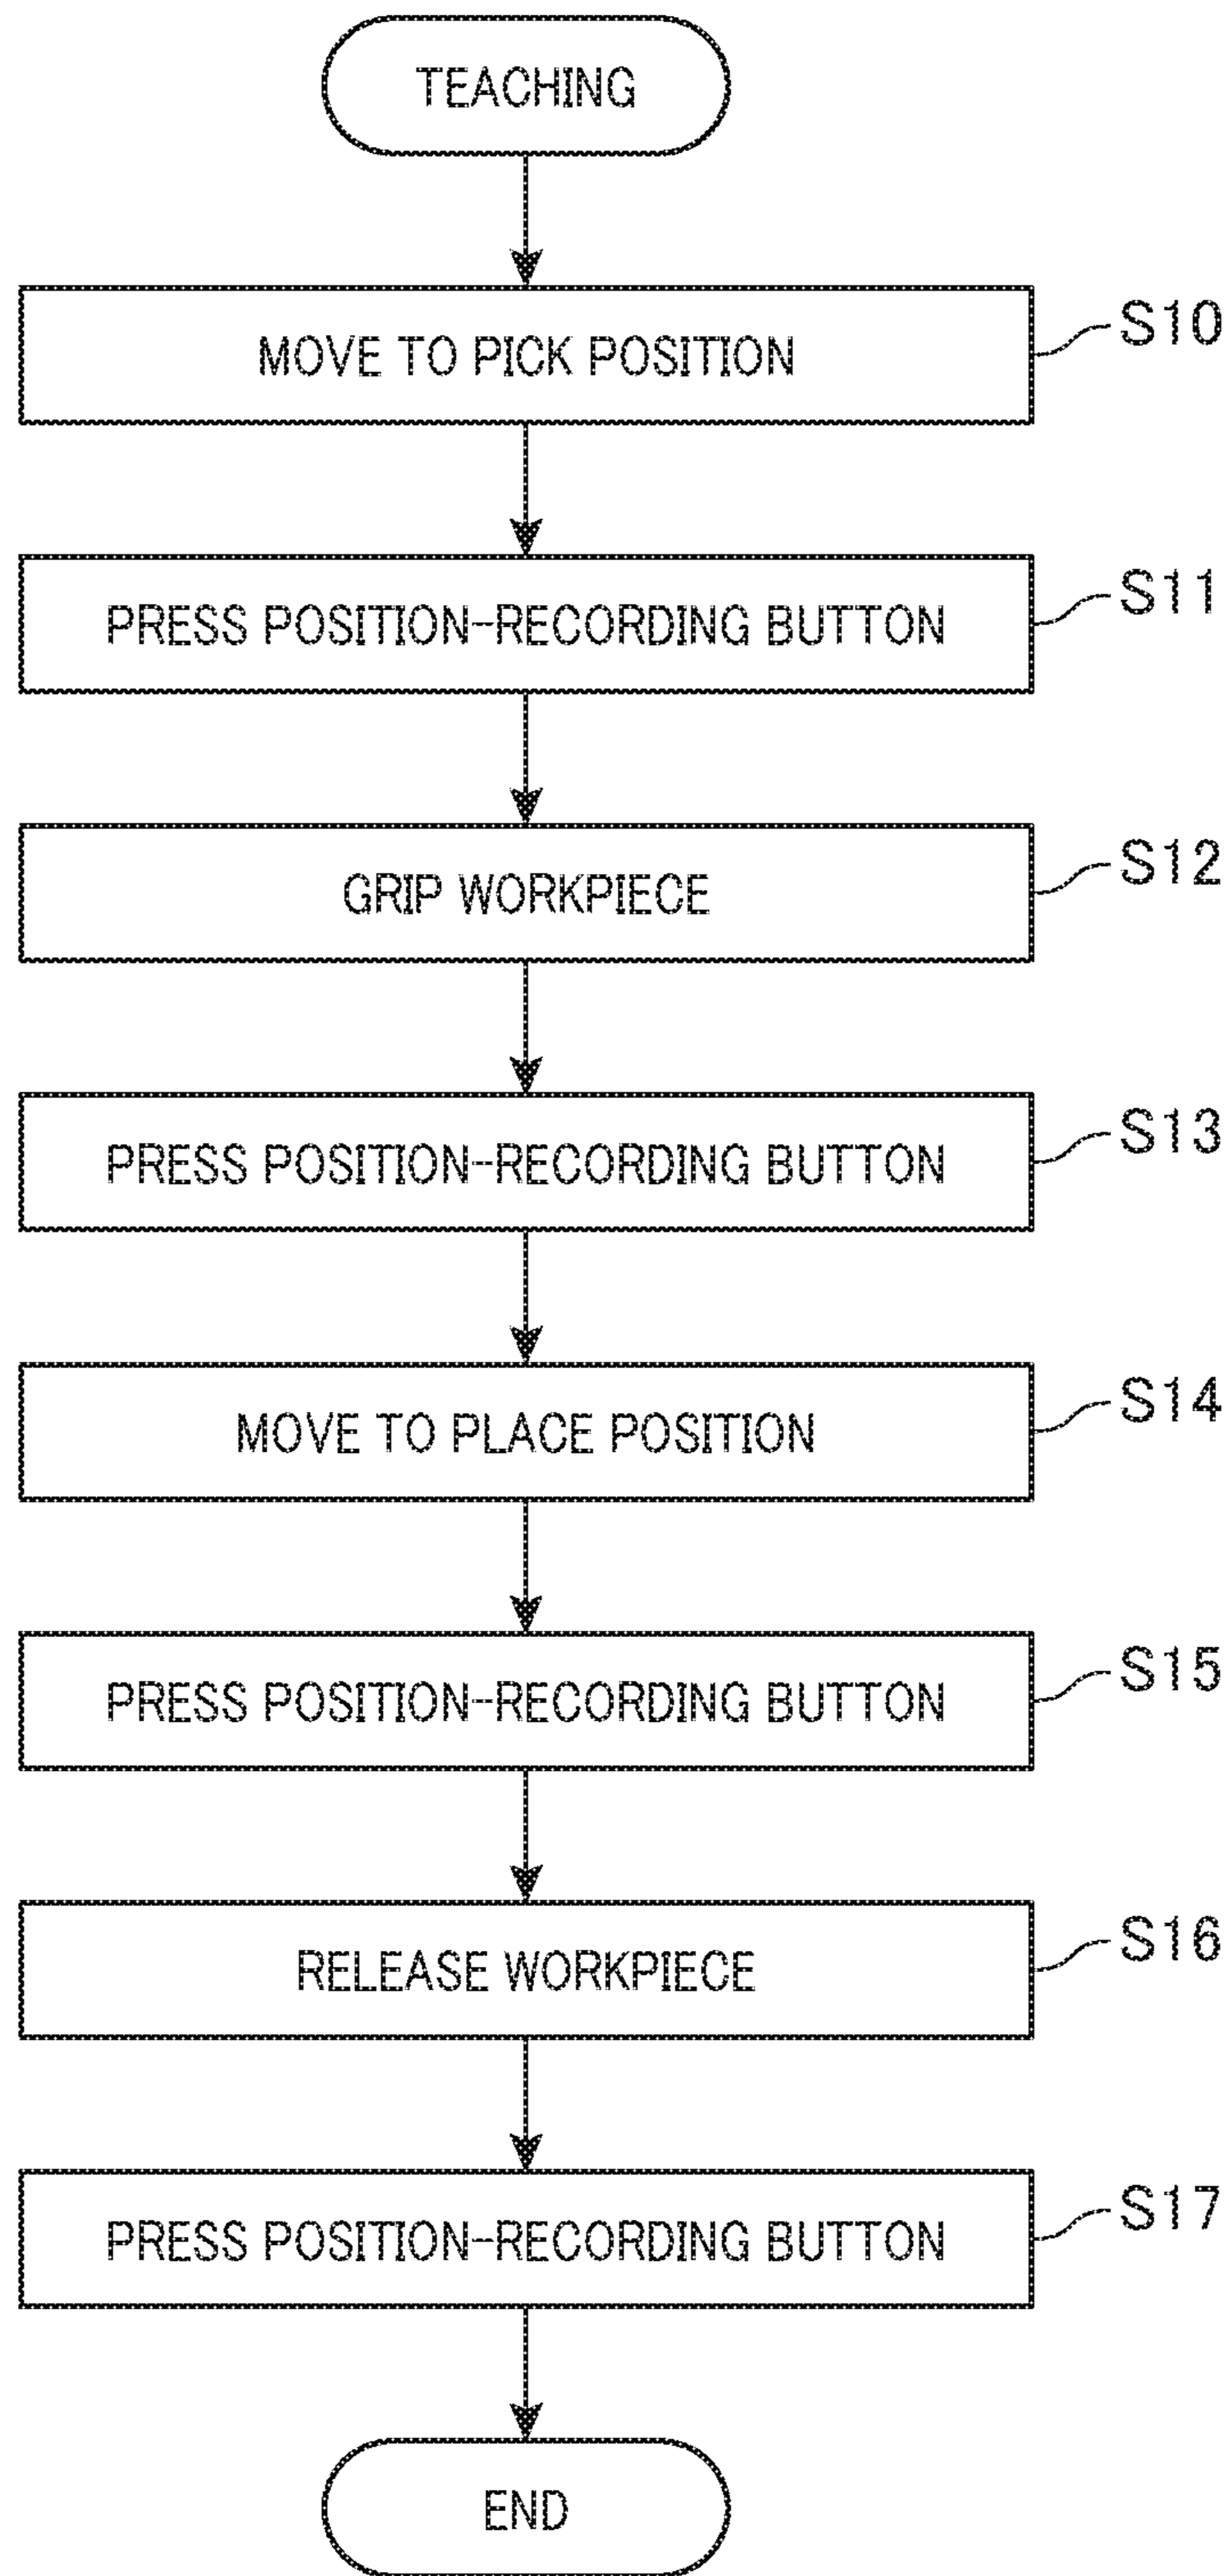 TEACHING
MOVE TO PICK POSITION
S10
PRESS POSITION-RECORDING BUTTON
S11
GRIP WORKPIECE
S12
PRESS POSITION-RECORDING BUTTON
S13
MOVE TO PLACE POSITION
S14
PRESS POSITION-RECORDING BUTTON
S15
RELEASE WORKPIECE
S16
PRESS POSITION-RECORDING BUTTON
S17
END